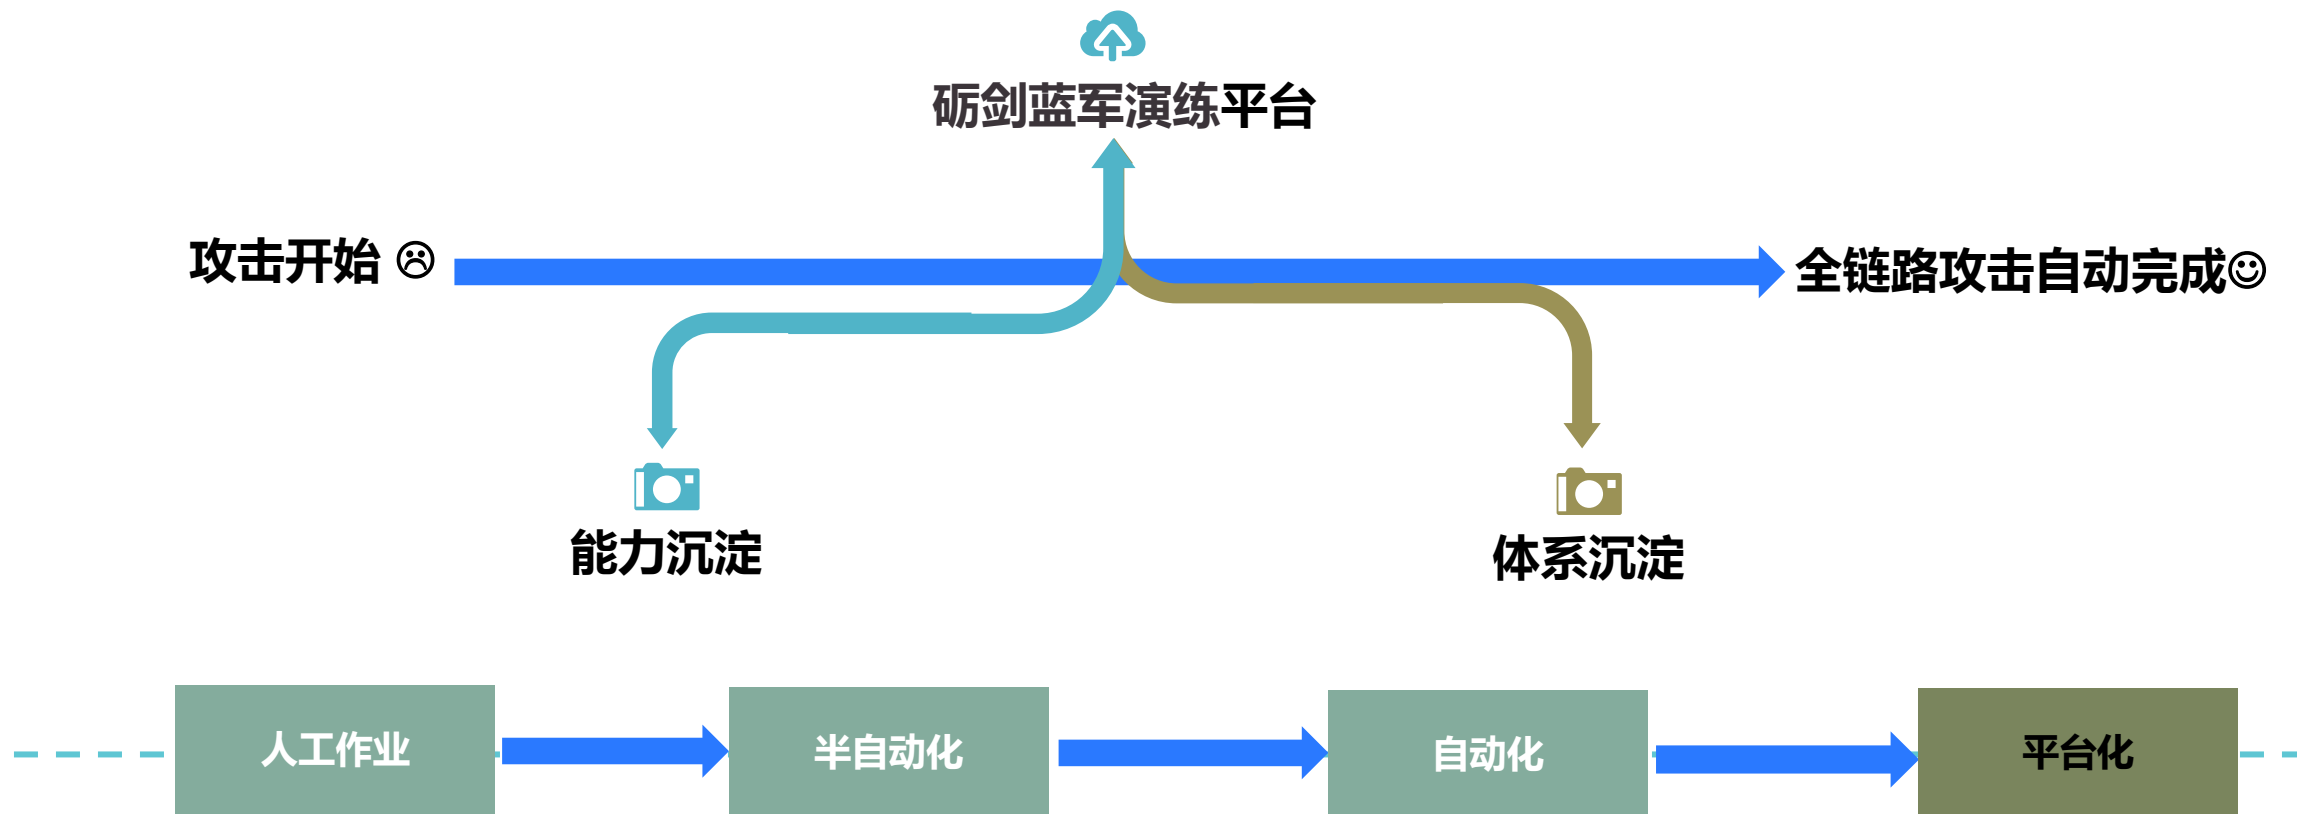 砺剑蓝军演练平台
攻击开始 ☹
全链路攻击自动完成☺
能力沉淀
体系沉淀
人工作业
半自动化
自动化
平台化